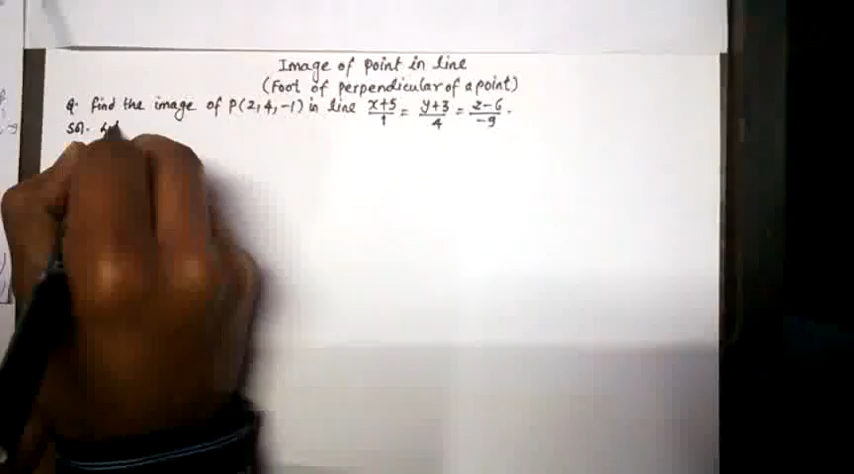 Image of point in line
(Foot of perpendicular of a point)
Q. Find the image of P(2,4,-1) in line (x+5)/1 = (y+3)/4 = (z-6)/-9.
Sol.